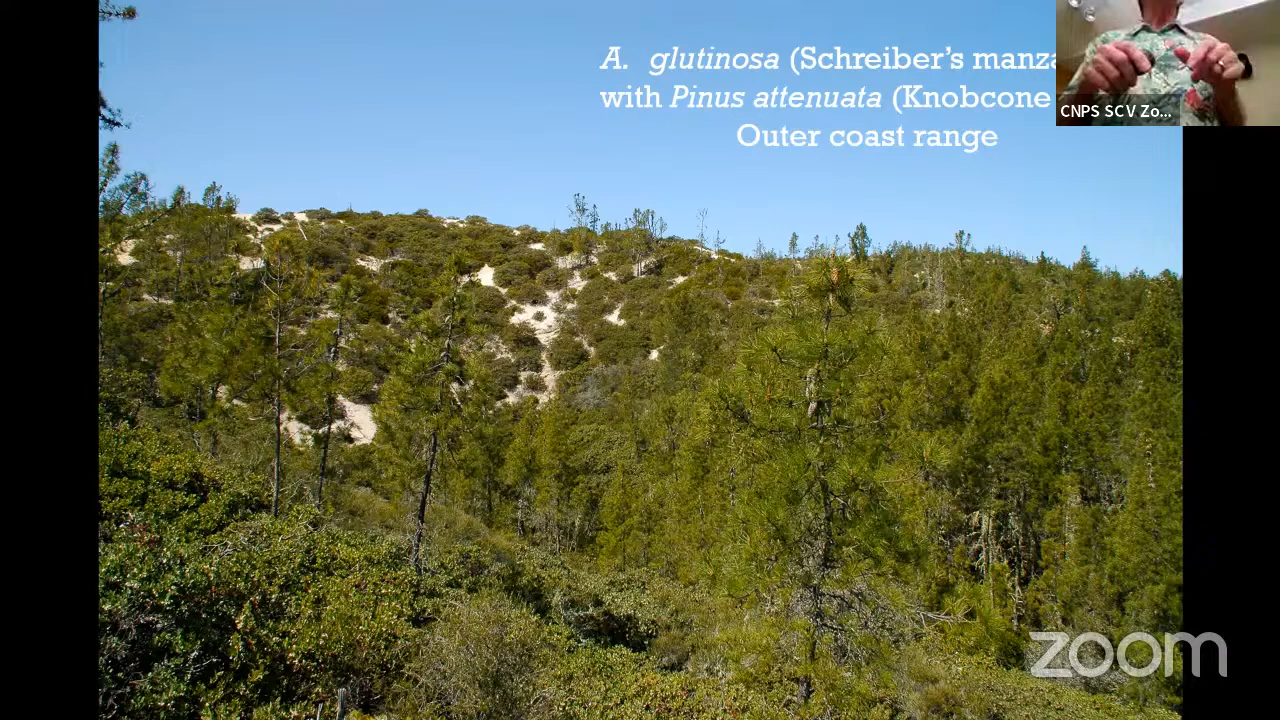 A. glutinosa (Schreiber's manza
with Pinus attenuata (Knobcone
Outer coast range
CNPS SCV Zo...
zoom